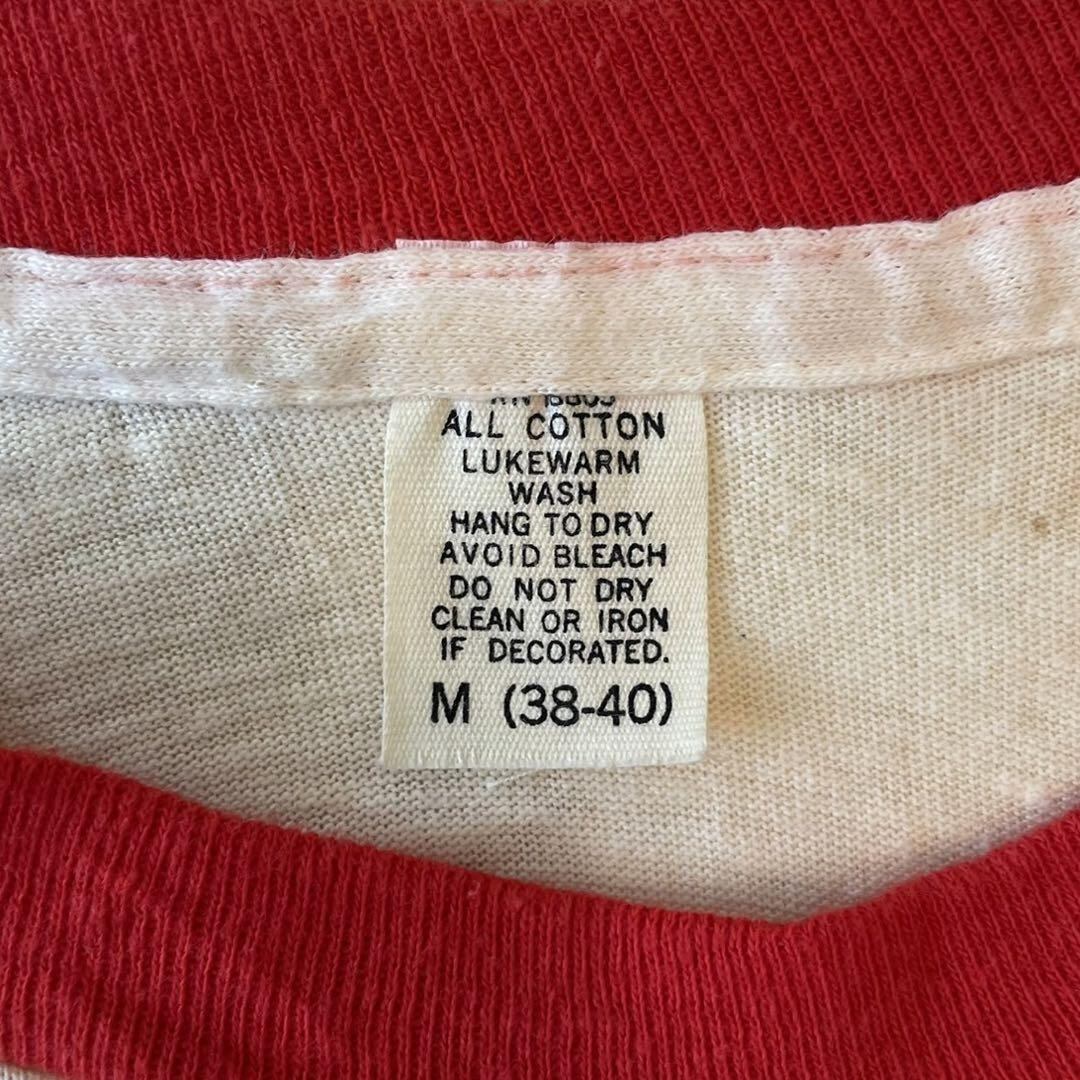 ALL COTTON
LUKEWARM
WASH
HANG TO DRY
AVOID BLEACH
DO NOT DRY
CLEAN OR IRON
IF DECORATED.
M (38-40)